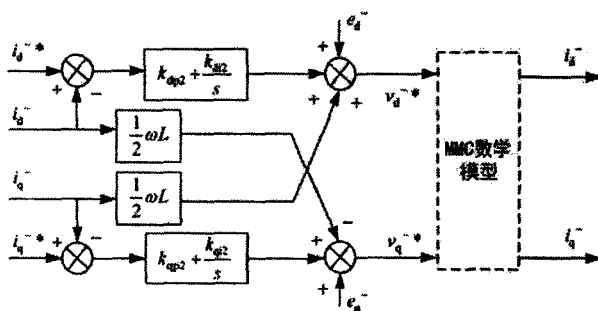 e_d^-
i_d^-*
k_dp2 + k_di2/s
v_d^-*
i_d^-
i_d^-
1/2 ωL
MMC数学
模型
i_q^-
1/2 ωL
i_q^-*
k_qp2 + k_qi2/s
v_q^-*
i_q^-
e_q^-
+
−
+
+
+
−
+
−
+
+